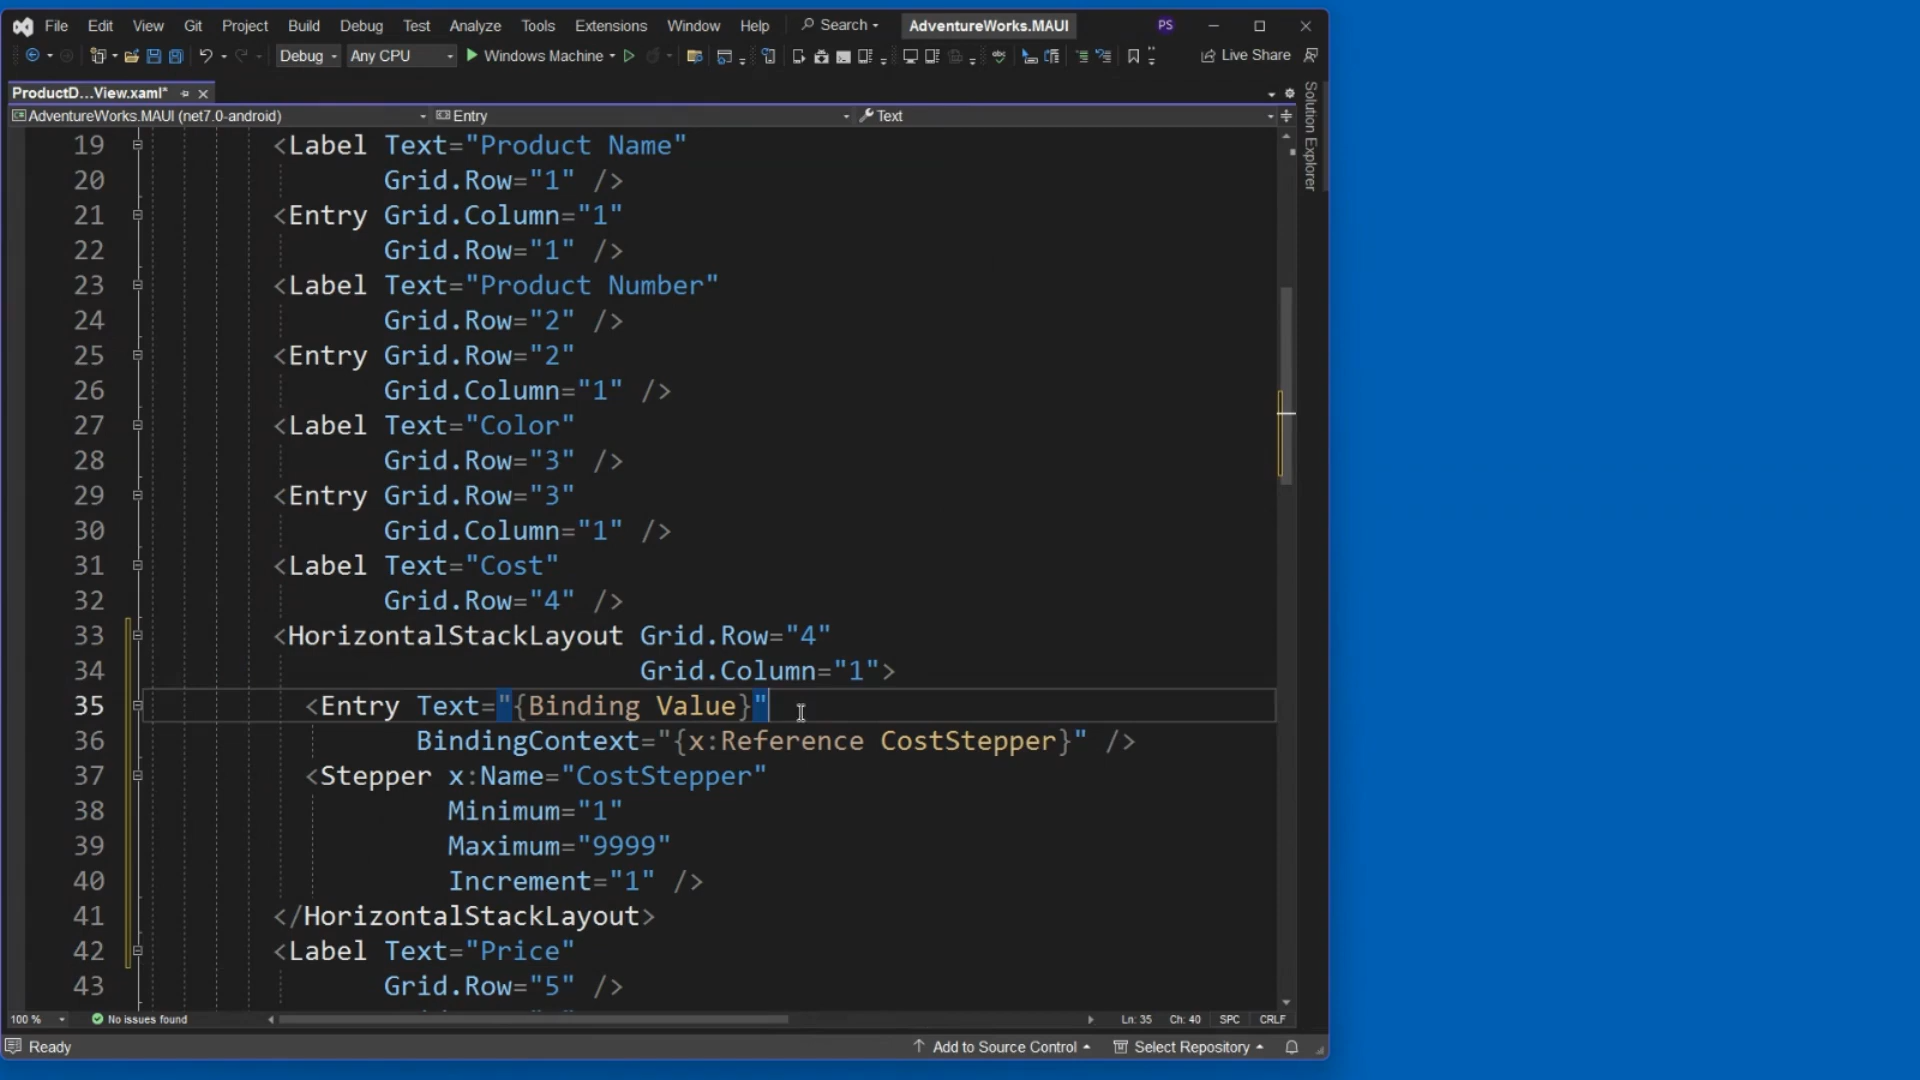 File Edit View Git Project Build Debug Test Analyze Tools Extensions Window Help Search AdventureWorks.MAUI PS
Debug Any CPU Windows Machine Live Share
ProductD...View.xaml*
AdventureWorks.MAUI (net7.0-android) Entry Text
Solution Explorer
19 <Label Text="Product Name"
20 Grid.Row="1" />
21 <Entry Grid.Column="1"
22 Grid.Row="1" />
23 <Label Text="Product Number"
24 Grid.Row="2" />
25 <Entry Grid.Row="2"
26 Grid.Column="1" />
27 <Label Text="Color"
28 Grid.Row="3" />
29 <Entry Grid.Row="3"
30 Grid.Column="1" />
31 <Label Text="Cost"
32 Grid.Row="4" />
33 <HorizontalStackLayout Grid.Row="4"
34 Grid.Column="1">
35 <Entry Text="{Binding Value}"
36 BindingContext="{x:Reference CostStepper}" />
37 <Stepper x:Name="CostStepper"
38 Minimum="1"
39 Maximum="9999"
40 Increment="1" />
41 </HorizontalStackLayout>
42 <Label Text="Price"
43 Grid.Row="5" />
100 % No issues found Ln: 35 Ch: 40 SPC CRLF
Ready Add to Source Control Select Repository